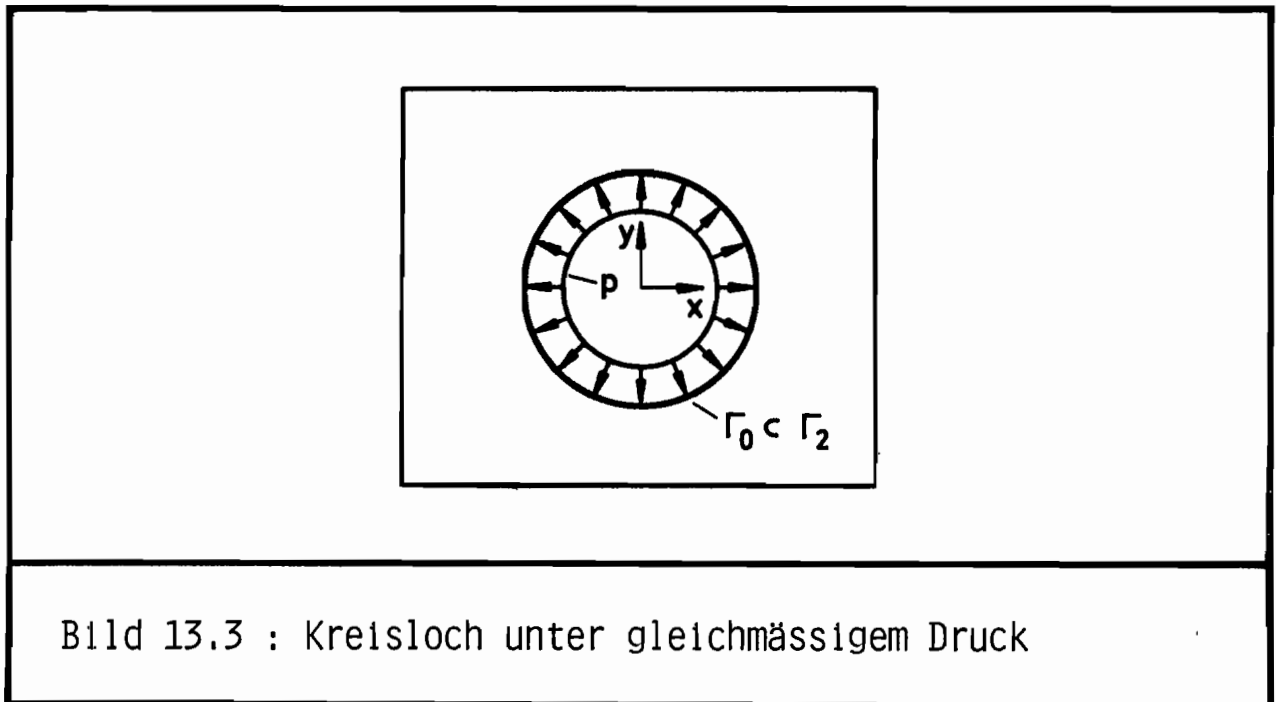 y
p
x
Γ₀ ⊂ Γ₂
Bild 13.3 : Kreisloch unter gleichmässigem Druck